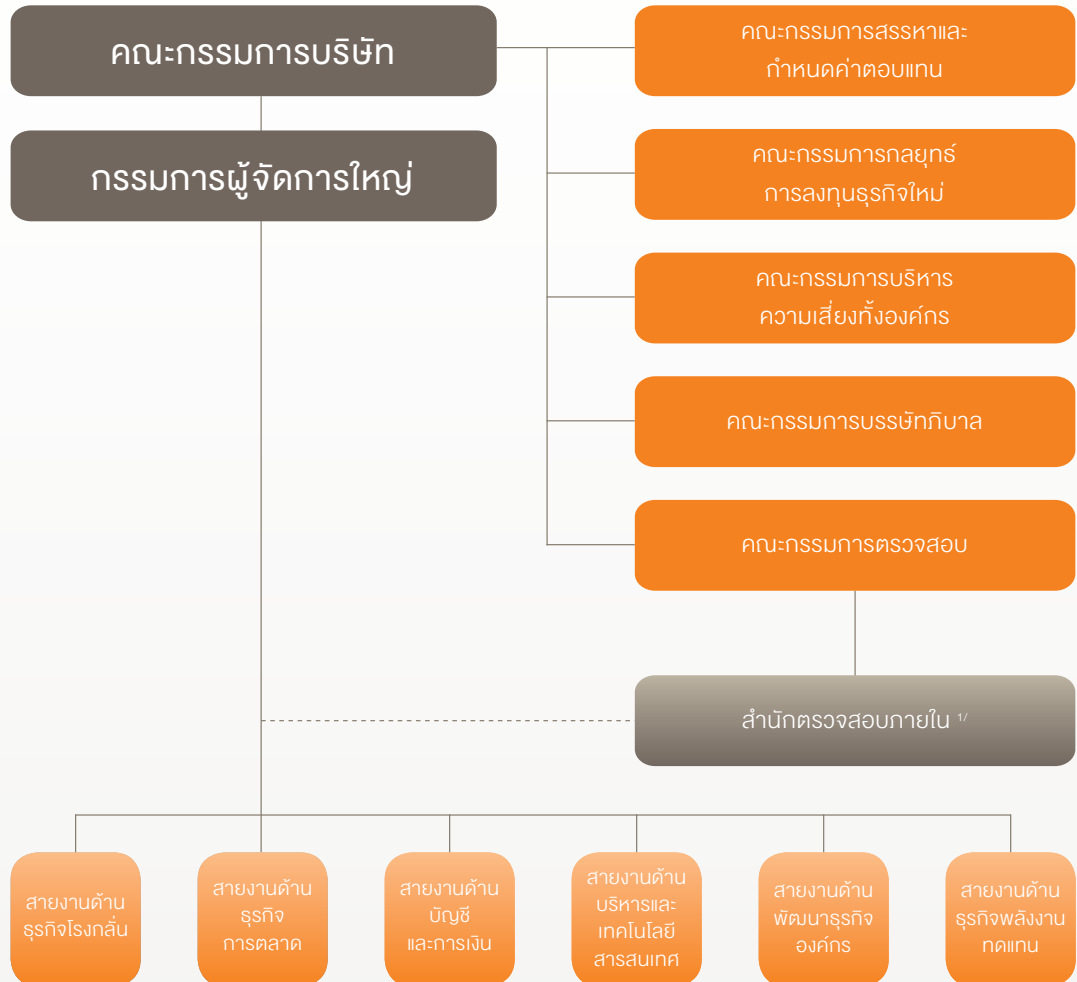 คณะกรรมการบริษัท
คณะกรรมการสรรหาและ
กำหนดค่าตอบแทน
กรรมการผู้จัดการใหญ่
คณะกรรมการกลยุทธ์
การลงทุนธุรกิจใหม่
คณะกรรมการบริหาร
ความเสี่ยงทั้งองค์กร
คณะกรรมการบรรษัทภิบาล
คณะกรรมการตรวจสอบ
สำนักตรวจสอบภายใน 1/
สายงานด้าน
ธุรกิจโรงกลั่น
สายงานด้าน
ธุรกิจ
การตลาด
สายงานด้าน
บัญชี
และการเงิน
สายงานด้าน
บริหารและ
เทคโนโลยี
สารสนเทศ
สายงานด้าน
พัฒนาธุรกิจ
องค์กร
สายงานด้าน
ธุรกิจพลังงาน
ทดแทน